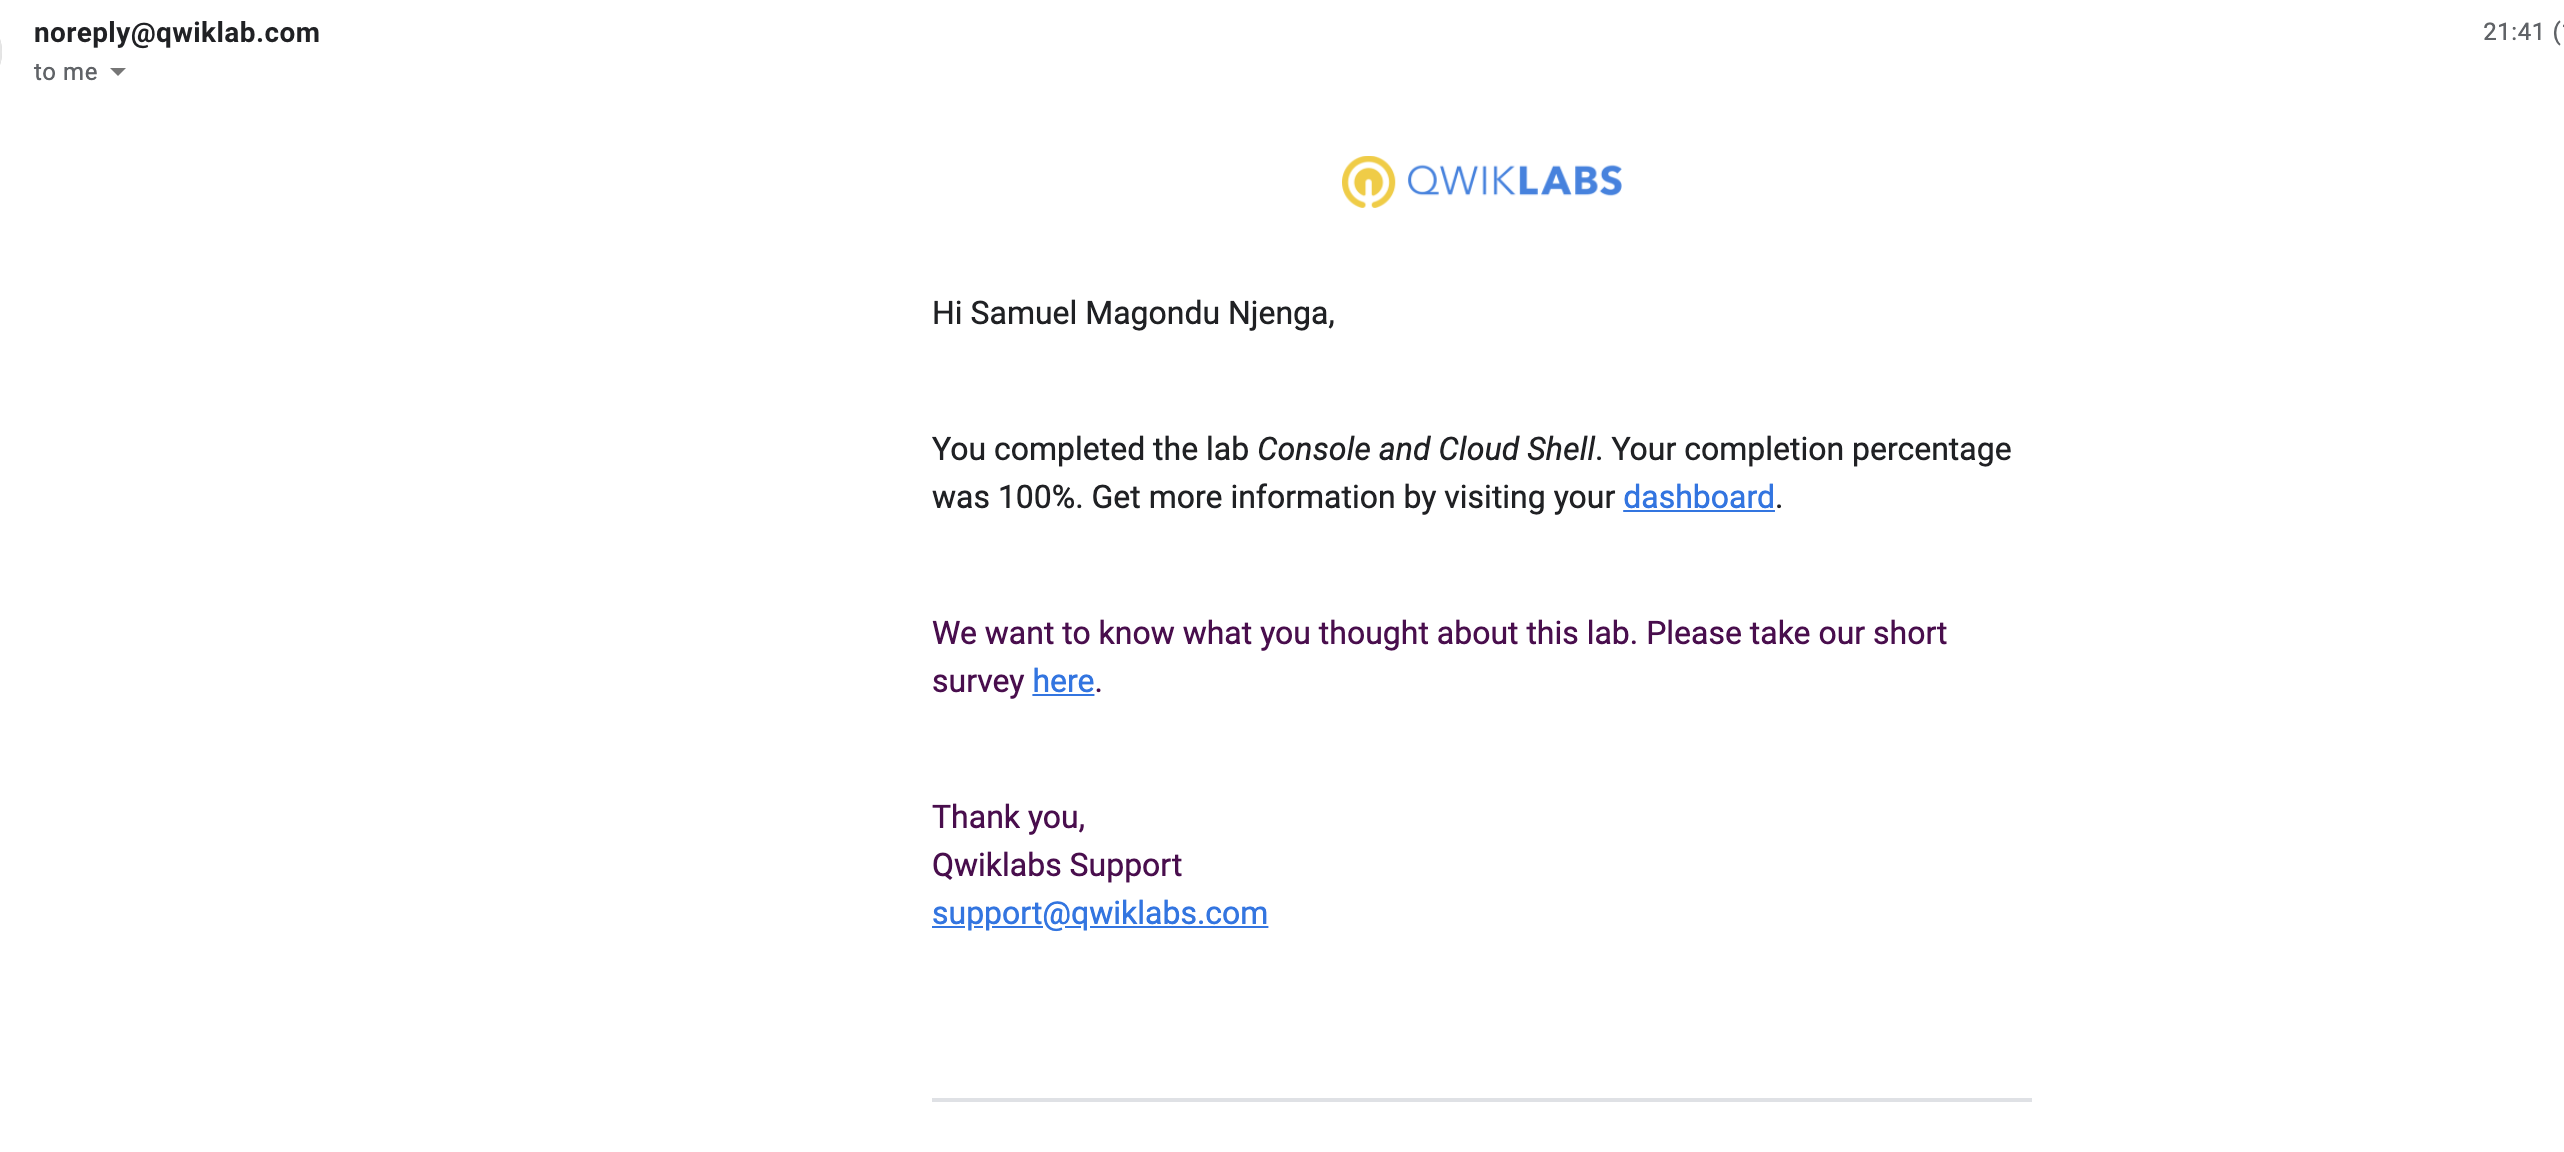 noreply@qwiklab.com
21:41 (
to me
QWIKLABS
Hi Samuel Magondu Njenga,
You completed the lab Console and Cloud Shell. Your completion percentage
was 100%. Get more information by visiting your dashboard.
We want to know what you thought about this lab. Please take our short
survey here.
Thank you,
Qwiklabs Support
support@qwiklabs.com